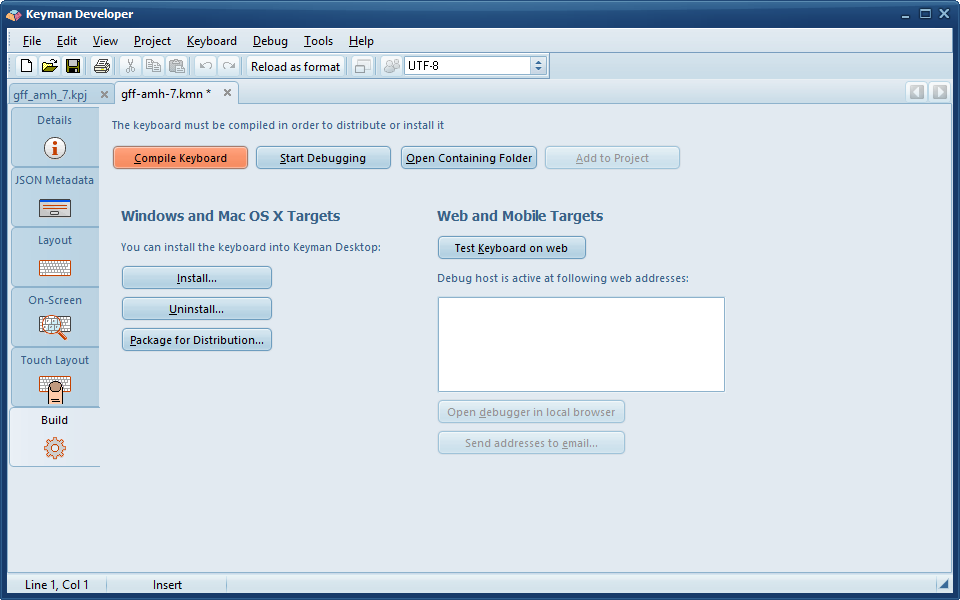 Keyman Developer
File Edit View Project Keyboard Debug Tools Help
Reload as format UTF-8
gff_amh_7.kpj gff-amh-7.kmn *
Details
JSON Metadata
Layout
On-Screen
Touch Layout
Build
The keyboard must be compiled in order to distribute or install it
Compile Keyboard Start Debugging Open Containing Folder Add to Project
Windows and Mac OS X Targets
You can install the keyboard into Keyman Desktop:
Install...
Uninstall...
Package for Distribution...
Web and Mobile Targets
Test Keyboard on web
Debug host is active at following web addresses:
Open debugger in local browser
Send addresses to email...
Line 1, Col 1 Insert